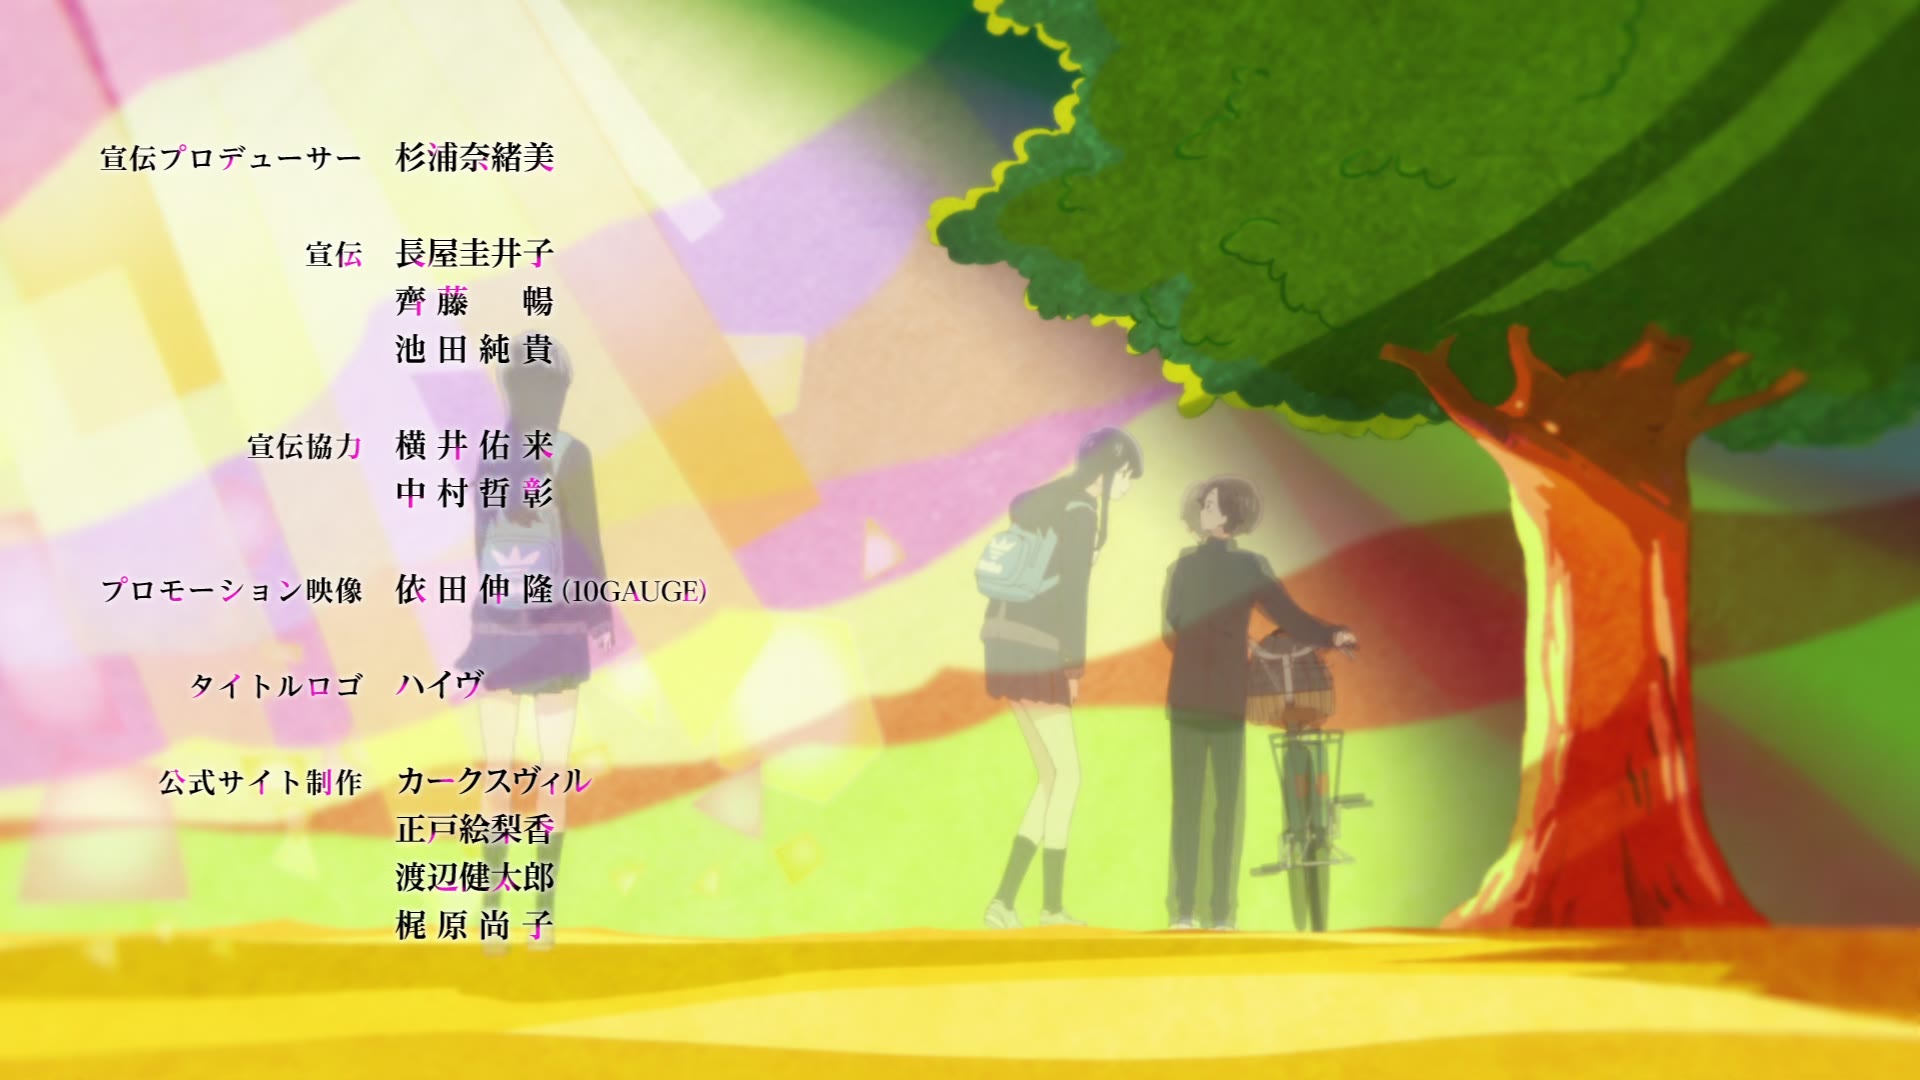 宣伝プロデューサー 杉浦奈緒美
宣伝 長屋圭井子
齊藤 暢
池田純貴
宣伝協力 横井佑来
中村哲彰
プロモーション映像 依田伸隆(10GAUGE)
タイトルロゴ ハイヴ
公式サイト制作 カークスヴィル
正戸絵梨香
渡辺健太郎
梶原尚子